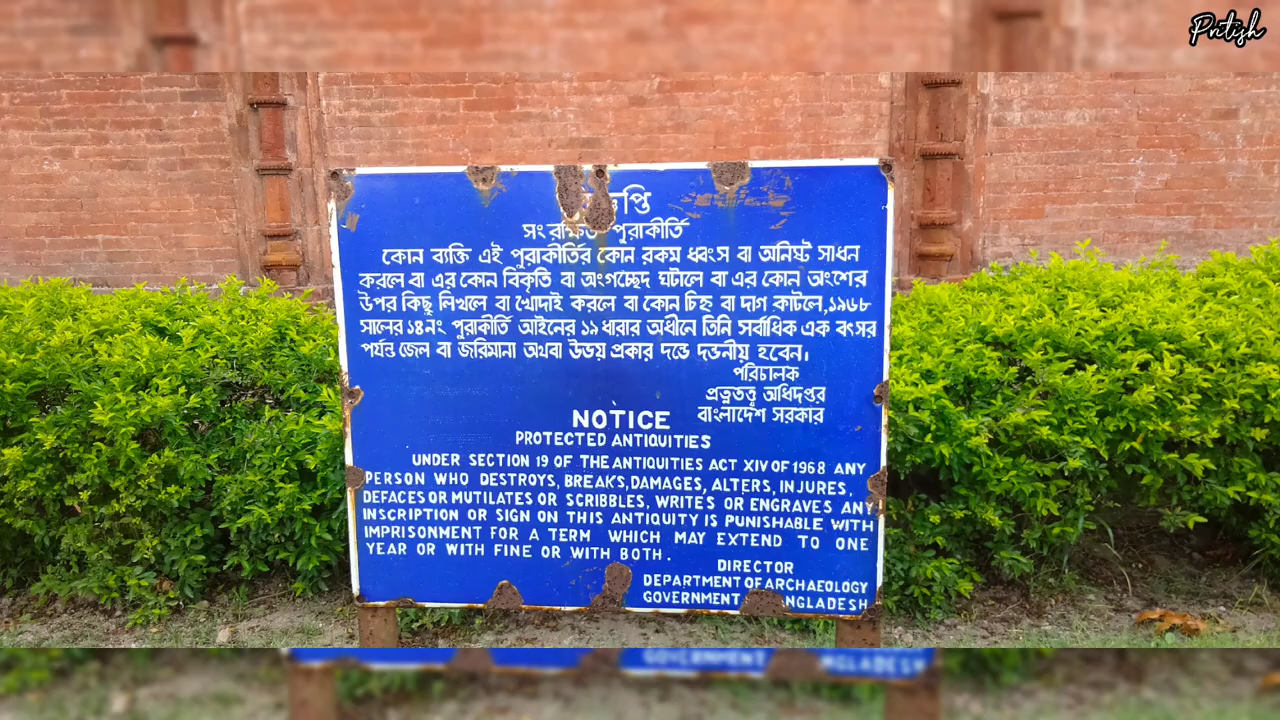 Pritish
সংরক্ষিত পুরাকীর্তি
কোন ব্যক্তি এই পুরাকীর্তির কোন রকম ধ্বংস বা অনিষ্ট সাধন
করলে বা এর কোন বিকৃতি বা অংগচ্ছেদ ঘটালে বা এর কোন অংশের
উপর কিছু লিখলে বা খোদাই করলে বা কোন চিহ্ন বা দাগ কাটলে,১৯৬৮
সালের ১৪নং পুরাকীর্তি আইনের ১৯ ধারার অধীনে তিনি সর্বাধিক এক বৎসর
পর্যন্ত জেল বা জরিমানা অথবা উভয় প্রকার দন্ডে দন্ডনীয় হবেন।
পরিচালক
প্রত্নতত্ত্ব অধিদপ্তর
বাংলাদেশ সরকার
NOTICE
PROTECTED ANTIQUITIES
UNDER SECTION 19 OF THE ANTIQUITIES ACT XIV OF 1968 ANY
PERSON WHO DESTROYS, BREAKS, DAMAGES, ALTERS, INJURES,
DEFACES OR MUTILATES OR SCRIBBLES, WRITES OR ENGRAVES ANY
INSCRIPTION OR SIGN ON THIS ANTIQUITY IS PUNISHABLE WITH
IMPRISONMENT FOR A TERM WHICH MAY EXTEND TO ONE
YEAR OR WITH FINE OR WITH BOTH.
DIRECTOR
DEPARTMENT OF ARCHAEOLOGY
GOVERNMENT NGLADESH